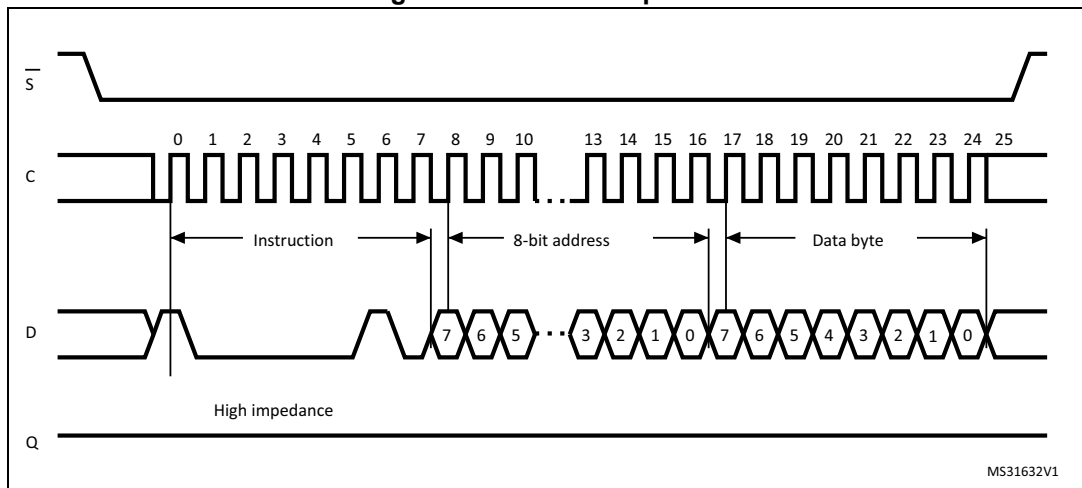 S
0 1 2 3 4 5 6 7 8 9 10 13 14 15 16 17 18 19 20 21 22 23 24 25
C
Instruction 8-bit address Data byte
D 7 6 5 3 2 1 0 7 6 5 4 3 2 1 0
High impedance
Q
MS31632V1